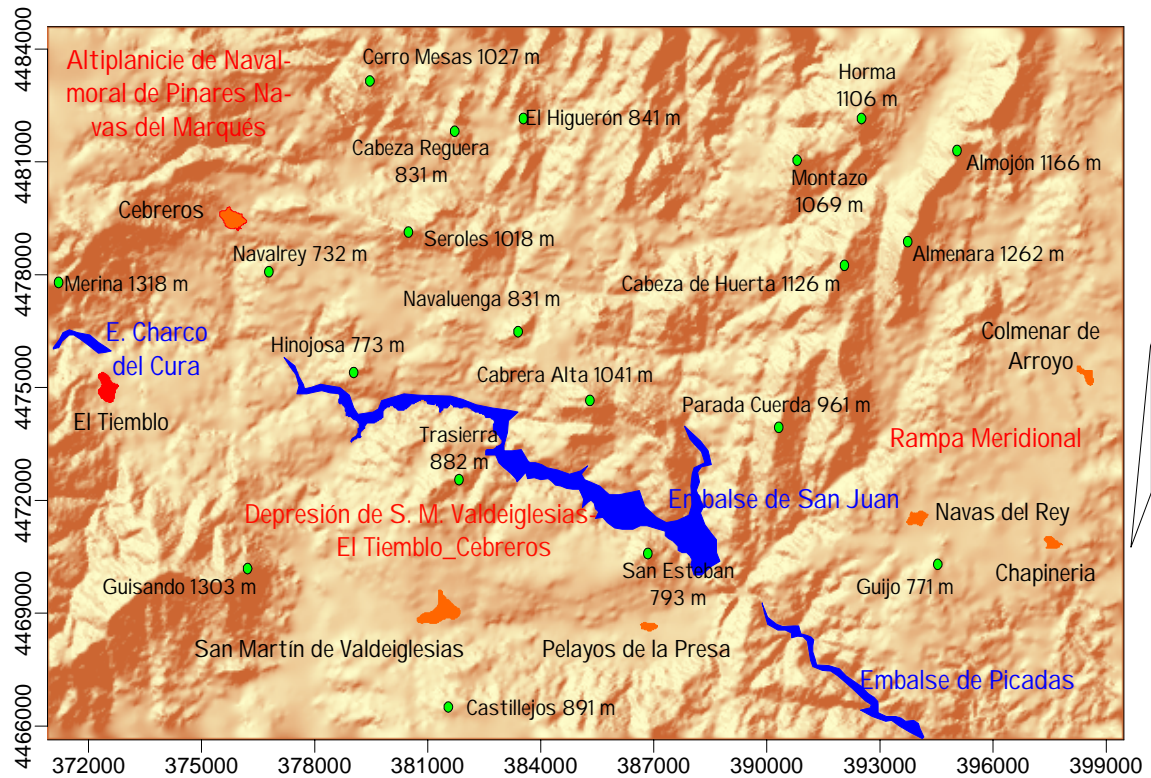 4484000
4481000
4478000
4475000
4472000
4469000
4466000
Altiplanicie de Naval-
moral de Pinares Na-
vas del Marqués
Cerro Mesas 1027 m
Horma
1106 m
El Higuerón 841 m
Cabeza Reguera
831 m
Almojón 1166 m
Montazo
1069 m
Cebreros
Seroles 1018 m
Navalrey 732 m
Almenara 1262 m
Merina 1318 m
Cabeza de Huerta 1126 m
Navaluenga 831 m
E. Charco
del Cura
Colmenar de
Arroyo
Hinojosa 773 m
Cabrera Alta 1041 m
El Tiemblo
Parada Cuerda 961 m
Trasierra
882 m
Rampa Meridional
Embalse de San Juan
Depresión de S. M. Valdeiglesias-
El Tiemblo_Cebreros
Navas del Rey
San Esteban
793 m
Chapineria
Guisando 1303 m
Guijo 771 m
San Martín de Valdeiglesias
Pelayos de la Presa
Embalse de Picadas
Castillejos 891 m
372000 375000 378000 381000 384000 387000 390000 393000 396000 399000